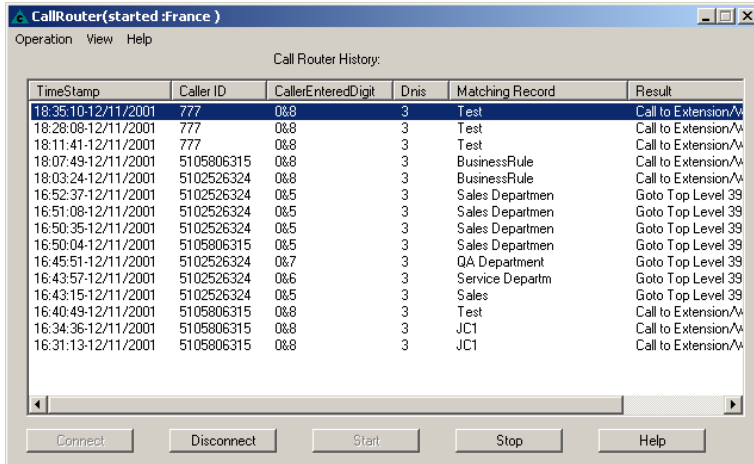 CallRouter(started :France )
Operation View Help
Call Router History:
TimeStamp Caller ID CallerEnteredDigit Dnis Matching Record Result
18:35:10-12/11/2001 777 0&8 3 Test Call to Extension/
18:28:08-12/11/2001 777 0&8 3 Test Call to Extension/
18:11:41-12/11/2001 777 0&8 3 Test Call to Extension/
18:07:49-12/11/2001 5105806315 0&8 3 BusinessRule Call to Extension/
18:03:24-12/11/2001 5102526324 0&8 3 BusinessRule Call to Extension/
16:52:37-12/11/2001 5102526324 0&5 3 Sales Departmen Goto Top Level 39
16:51:08-12/11/2001 5102526324 0&5 3 Sales Departmen Goto Top Level 39
16:50:35-12/11/2001 5102526324 0&5 3 Sales Departmen Goto Top Level 39
16:50:04-12/11/2001 5105806315 0&5 3 Sales Departmen Goto Top Level 39
16:45:51-12/11/2001 5102526324 0&7 3 QA Department Goto Top Level 39
16:43:57-12/11/2001 5102526324 0&6 3 Service Departm Goto Top Level 39
16:43:15-12/11/2001 5102526324 0&5 3 Sales Goto Top Level 39
16:40:49-12/11/2001 5105806315 0&8 3 Test Call to Extension/
16:34:36-12/11/2001 5105806315 0&8 3 JC1 Call to Extension/
16:31:13-12/11/2001 5105806315 0&8 3 JC1 Call to Extension/
Connect Disconnect Start Stop Help